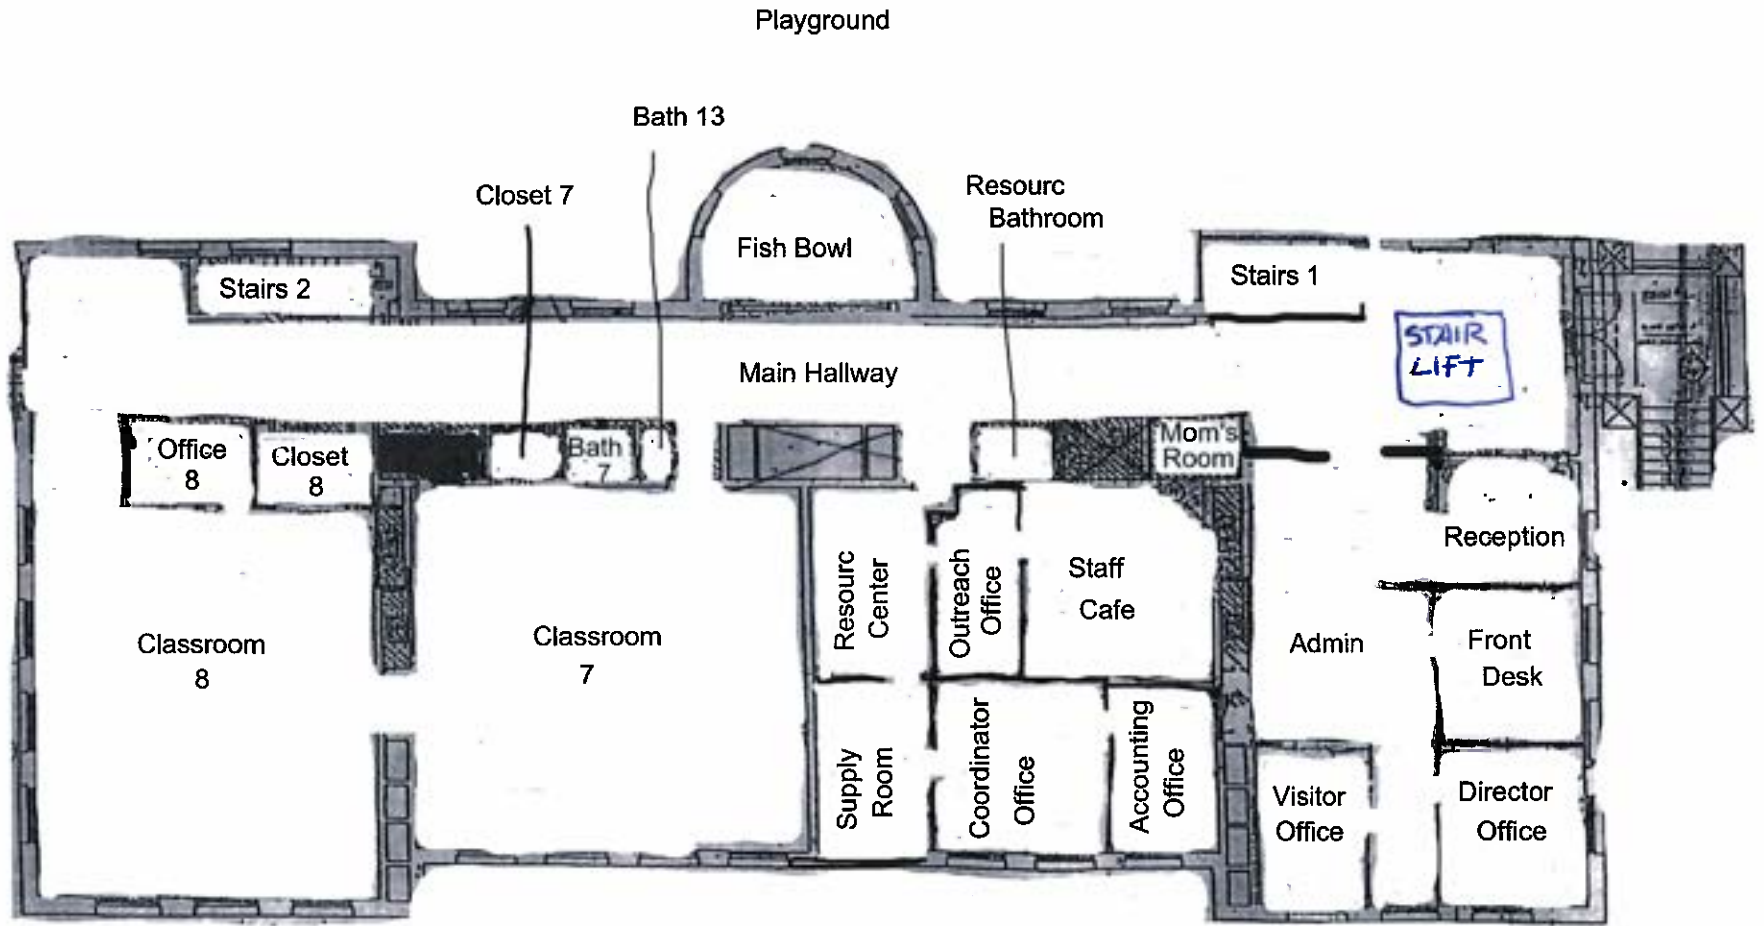 Playground
Bath 13
Closet 7
Resourc
Bathroom
Fish Bowl
Stairs 2
Stairs 1
STAIR
LIFT
Main Hallway
Office
8
Closet
8
Bath
7
Mom's
Room
Reception
Resourc
Center
Outreach
Office
Staff
Cafe
Classroom
8
Classroom
7
Admin
Front
Desk
Supply
Room
Coordinator
Office
Accounting
Office
Visitor
Office
Director
Office